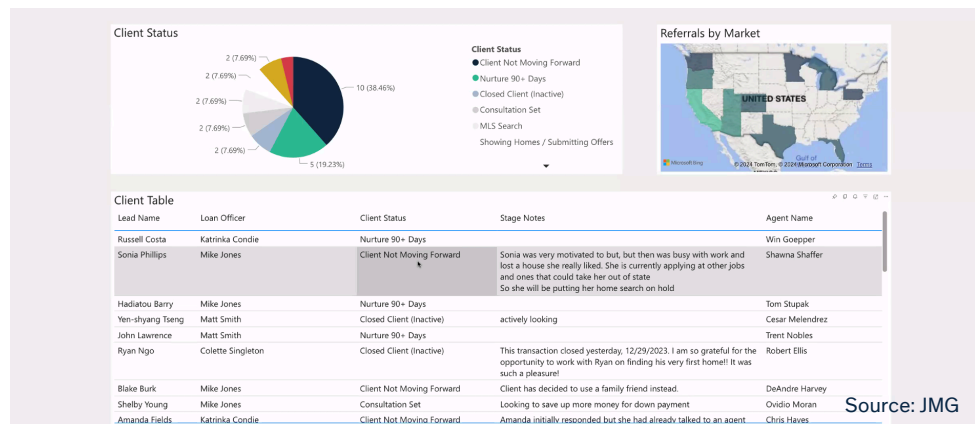 Client Status
2 (7.69%)
2 (7.69%)
2 (7.69%)
2 (7.69%)
2 (7.69%)
10 (38.46%)
5 (19.23%)
Client Status
Client Not Moving Forward
Nurture 90+ Days
Closed Client (Inactive)
Consultation Set
MLS Search
Showing Homes / Submitting Offers
Referrals by Market
UNITED STATES
Gulf of
Microsoft Bing
© 2024 TomTom, © 2024 Microsoft Corporation Terms
Client Table
Lead Name Loan Officer Client Status Stage Notes Agent Name
Russell Costa Katrinka Condie Nurture 90+ Days Win Goepper
Sonia Phillips Mike Jones Client Not Moving Forward Sonia was very motivated to but, but then was busy with work and Shawna Shaffer
lost a house she really liked. She is currently applying at other jobs
and ones that could take her out of state
So she will be putting her home search on hold
Hadiatou Barry Mike Jones Nurture 90+ Days Tom Stupak
Yen-shyang Tseng Matt Smith Closed Client (Inactive) actively looking Cesar Melendrez
John Lawrence Matt Smith Nurture 90+ Days Trent Nobles
Ryan Ngo Colette Singleton Closed Client (Inactive) This transaction closed yesterday, 12/29/2023. I am so grateful for the Robert Ellis
opportunity to work with Ryan on finding his very first home!! It was
such a pleasure!
Blake Burk Mike Jones Client Not Moving Forward Client has decided to use a family friend instead. DeAndre Harvey
Shelby Young Mike Jones Consultation Set Looking to save up more money for down payment Ovidio Moran
Amanda Fields Katrinka Condie Client Not Moving Forward Amanda initially responded but she had already talked to an agent Chris Hayes
Source: JMG